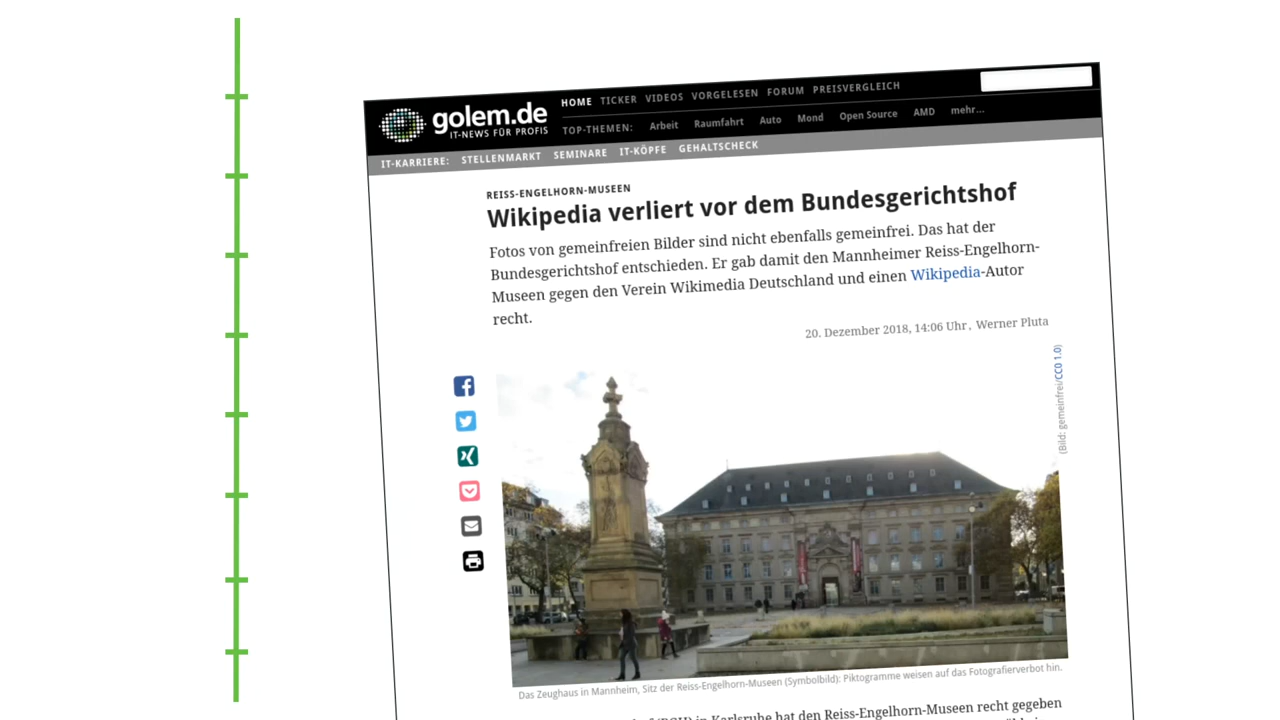 golem.de
IT-NEWS FÜR PROFIS
HOME TICKER VIDEOS VORGELESEN FORUM PREISVERGLEICH
TOP-THEMEN: Arbeit Raumfahrt Auto Mond Open Source AMD mehr...
IT-KARRIERE: STELLENMARKT SEMINARE IT-KÖPFE GEHALTSCHECK
REISS-ENGELHORN-MUSEEN
Wikipedia verliert vor dem Bundesgerichtshof
Fotos von gemeinfreien Bilder sind nicht ebenfalls gemeinfrei. Das hat der
Bundesgerichtshof entschieden. Er gab damit den Mannheimer Reiss-Engelhorn-
Museen gegen den Verein Wikimedia Deutschland und einen Wikipedia-Autor
recht.
20. Dezember 2018, 14:06 Uhr, Werner Pluta
(Bild: gemeinfrei/CC0 1.0)
Das Zeughaus in Mannheim, Sitz der Reiss-Engelhorn-Museen (Symbolbild): Piktogramme weisen auf das Fotografierverbot hin.
in Karlsruhe hat den Reiss-Engelhorn-Museen recht gegeben